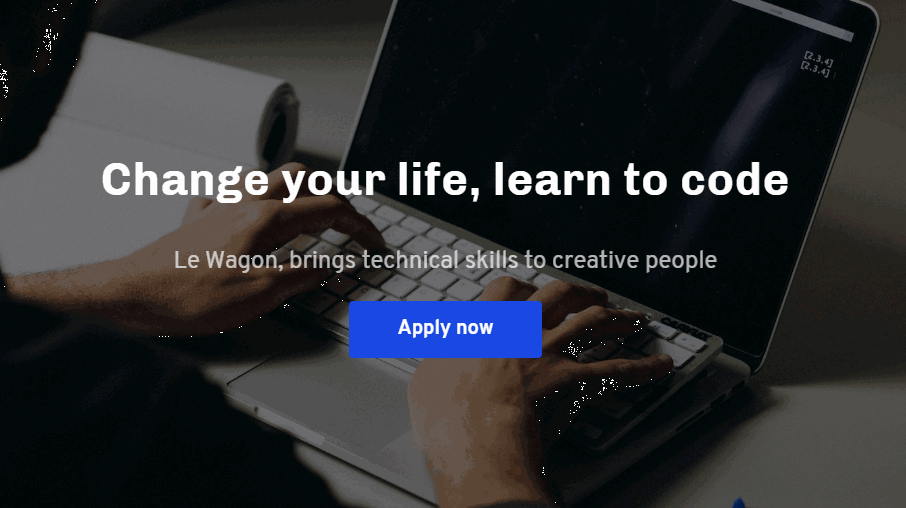 [2.3.4]
[2.3.4]
Change your life, learn to code
Le Wagon, brings technical skills to creative people
Apply now